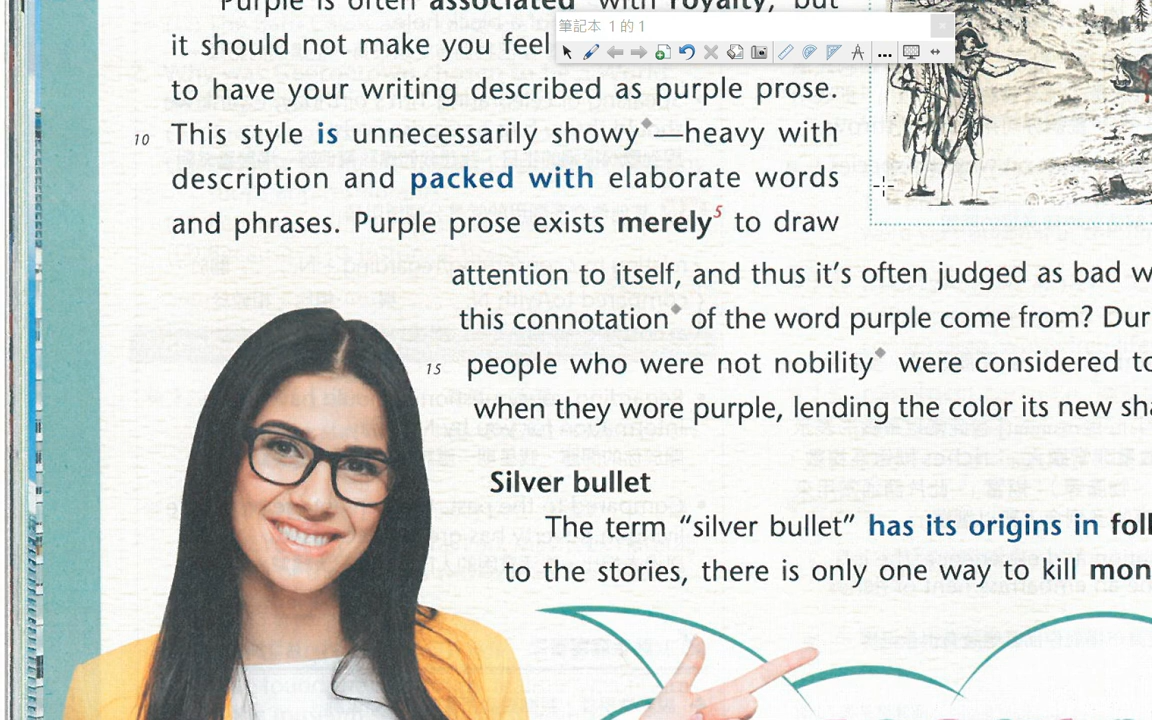 Purple is often associated with royalty, but
筆記本 1 的 1
it should not make you feel
to have your writing described as purple prose.
10 This style is unnecessarily showy—heavy with
description and packed with elaborate words
and phrases. Purple prose exists merely5 to draw
attention to itself, and thus it's often judged as bad
this connotation of the word purple come from?
15 people who were not nobility were considered
when they wore purple, lending the color its new
Silver bullet
The term “silver bullet” has its origins in
to the stories, there is only one way to kill